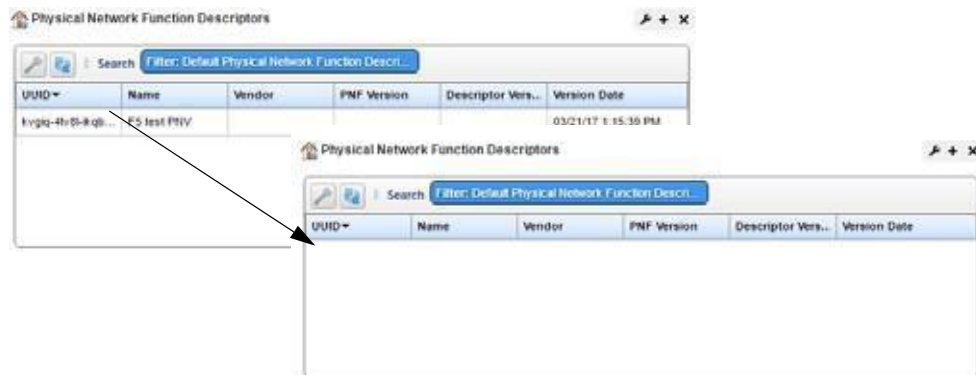 Physical Network Function Descriptors
Search Filter: Default Physical Network Function Descri...
UUID Name Vendor PNF Version Descriptor Vers... Version Date
F5 test PNV 03/21/17 1:15:39 PM
Physical Network Function Descriptors
Search Filter: Default Physical Network Function Descri...
UUID Name Vendor PNF Version Descriptor Vers... Version Date